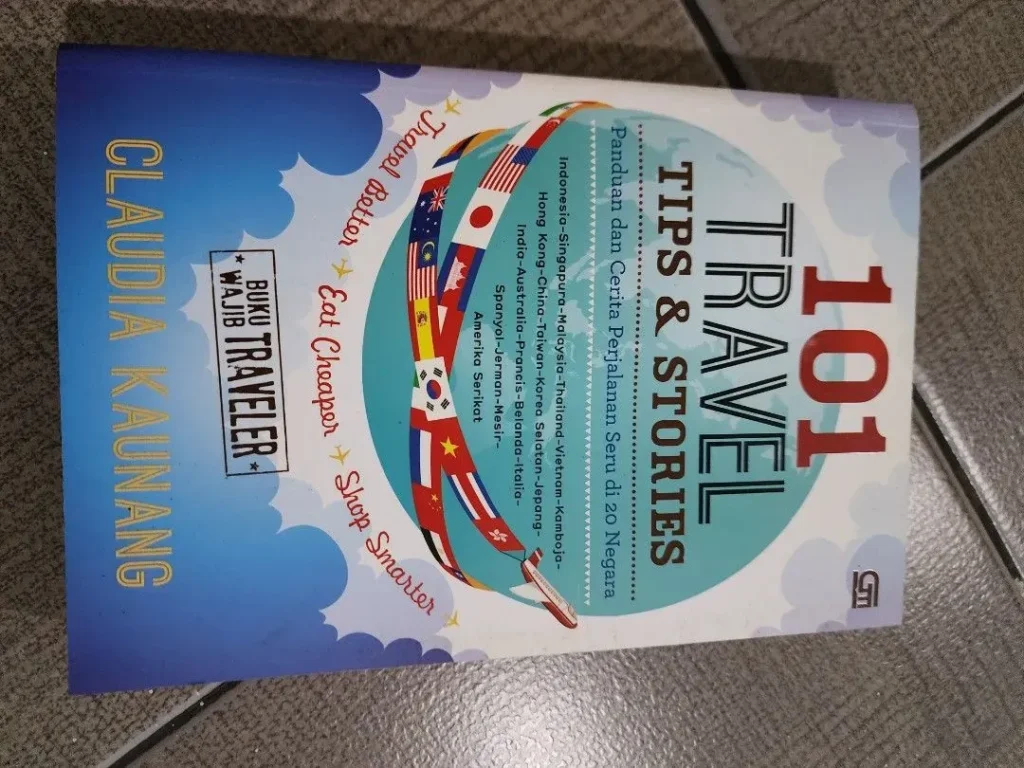 101
TRAVEL
TIPS & STORIES
Panduan dan Cerita Perjalanan Seru di 20 Negara
Indonesia-Singapura-Malaysia-Thailand-Vietnam-Kamboja-
Hong Kong-China-Taiwan-Korea Selatan-Jepang-
India-Australia-Prancis-Belanda-Italia-
Spanyol-Jerman-Mesir-
Amerika Serikat
Travel Better
Eat Cheaper
Shop Smarter
BUKU TRAVELER
WAJIB
CLAUDIA KAUNANG